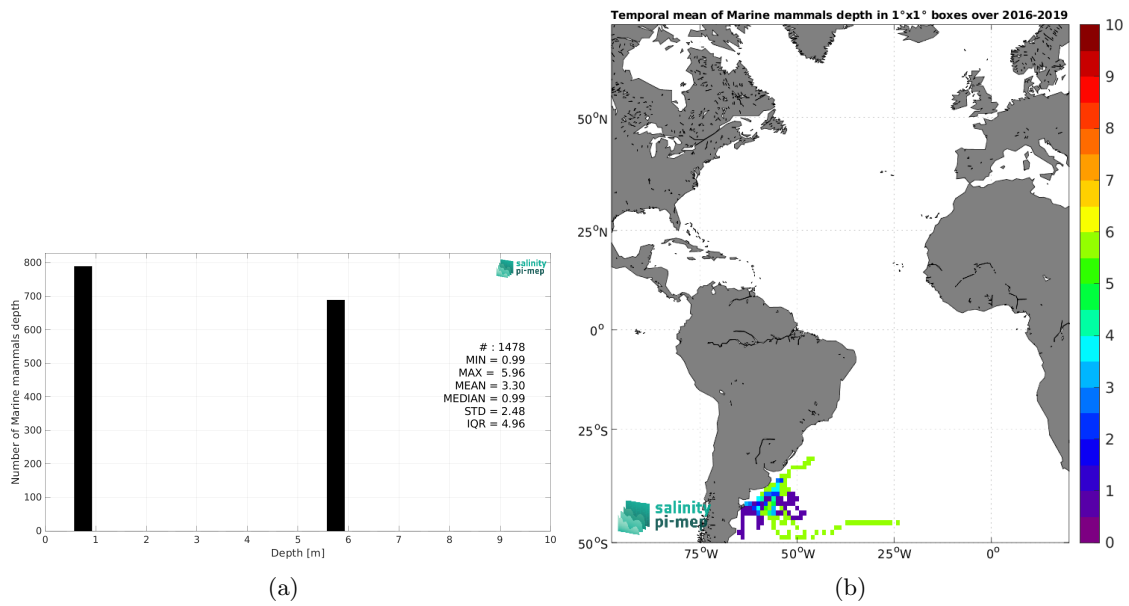 Number of Marine mammals depth
800
700
600
500
400
300
200
100
0
salinity
pi-mep
# : 1478
MIN = 0.99
MAX = 5.96
MEAN = 3.30
MEDIAN = 0.99
STD = 2.48
IQR = 4.96
0 1 2 3 4 5 6 7 8 9 10
Depth [m]
(a)
Temporal mean of Marine mammals depth in 1°x1° boxes over 2016-2019
50°N
25°N
0°
25°S
50°S
salinity
pi-mep
75°W 50°W 25°W 0°
10
9
8
7
6
5
4
3
2
1
0
(b)